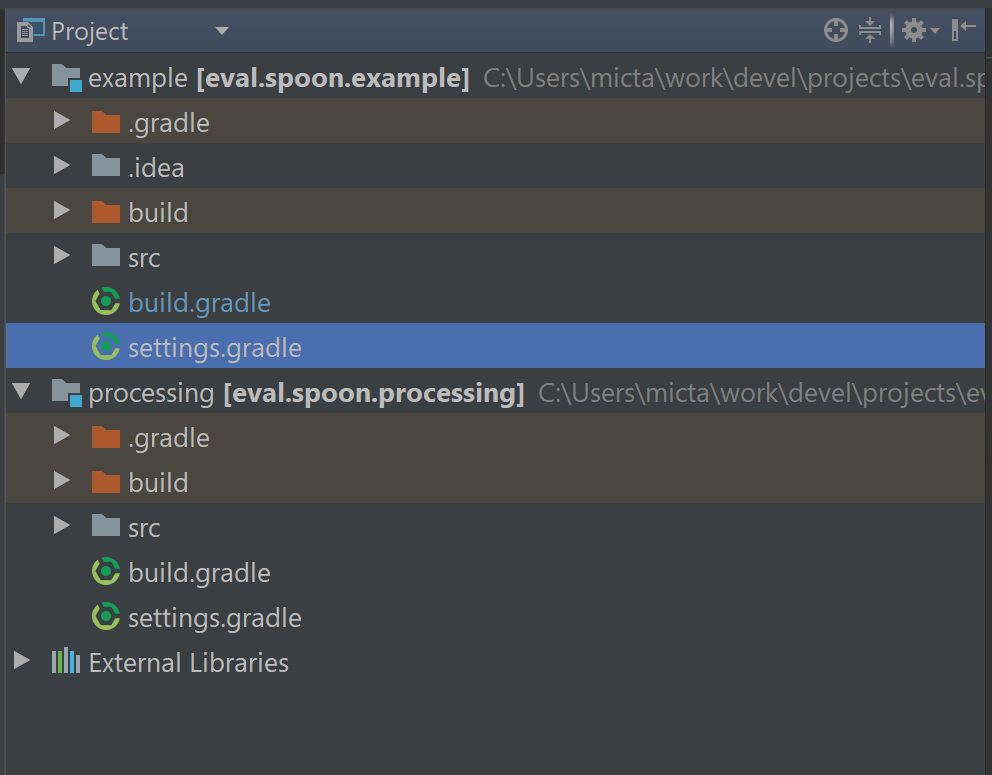 Project
example [eval.spoon.example] C:\Users\micta\work\devel\projects\eval.sp
.gradle
.idea
build
src
build.gradle
settings.gradle
processing [eval.spoon.processing] C:\Users\micta\work\devel\projects\ev
.gradle
build
src
build.gradle
settings.gradle
External Libraries